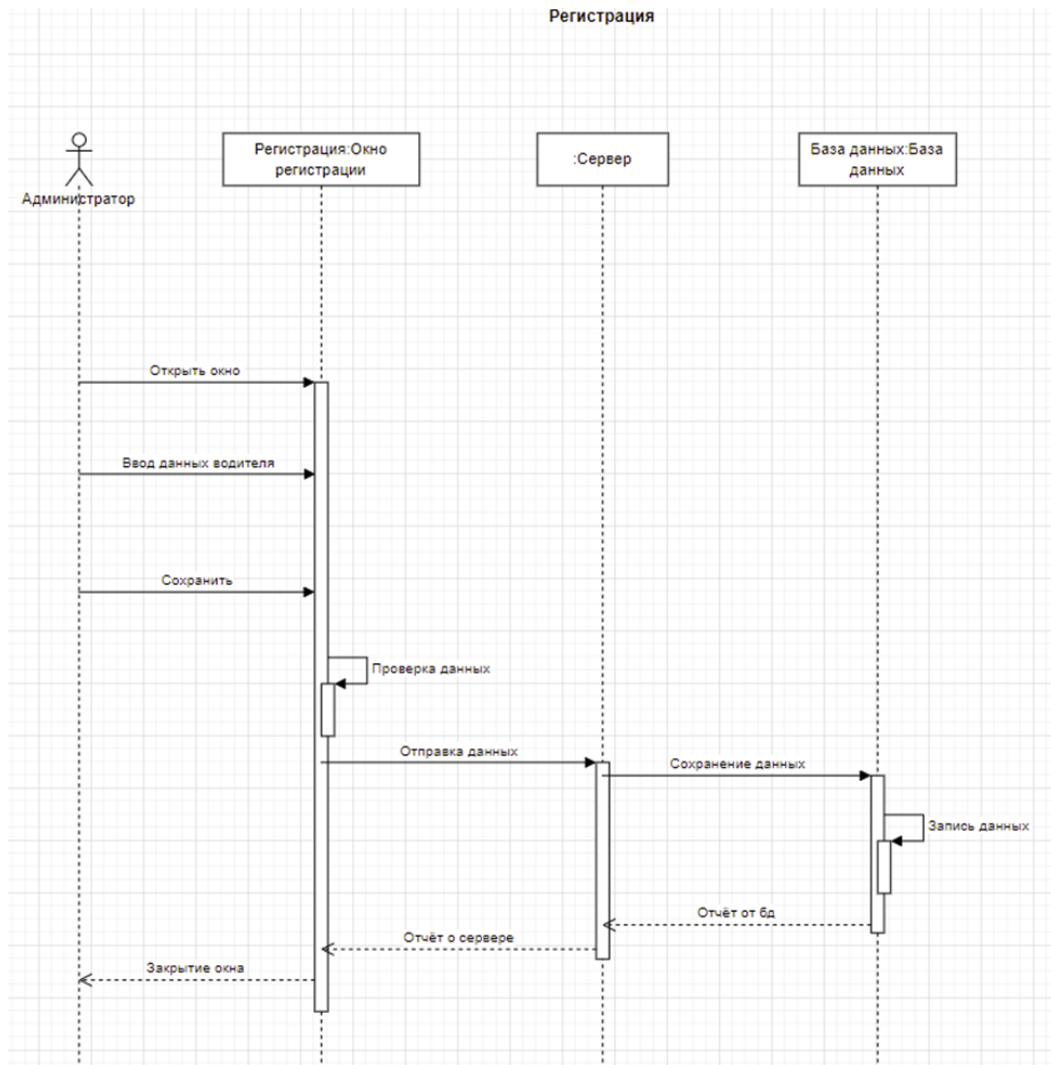 Регистрация
Администратор
Регистрация:Окно
регистрации
:Сервер
База данных:База
данных
Открыть окно
Ввод данных водителя
Сохранить
Проверка данных
Отправка данных
Сохранение данных
Запись данных
Отчёт от бд
Отчёт о сервере
Закрытие окна